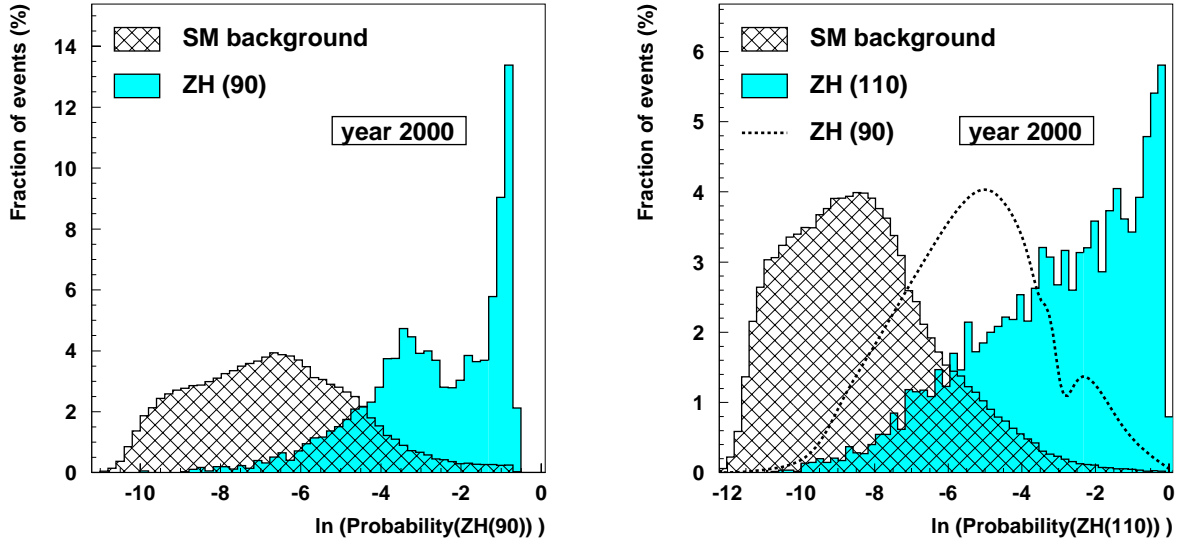 Fraction of events (%)
14
12
10
8
6
4
2
0
SM background
ZH (90)
year 2000
-10
-8
-6
-4
-2
0
ln (Probability(ZH(90)) )
Fraction of events (%)
6
5
4
3
2
1
0
SM background
ZH (110)
ZH (90)
year 2000
-12
-10
-8
-6
-4
-2
0
ln (Probability(ZH(110)) )